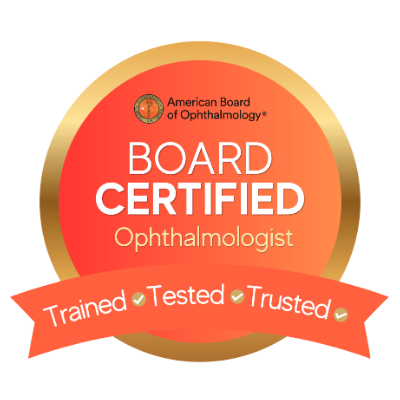 American Board
of Ophthalmology®
BOARD
CERTIFIED
Ophthalmologist
Trained Tested Trusted